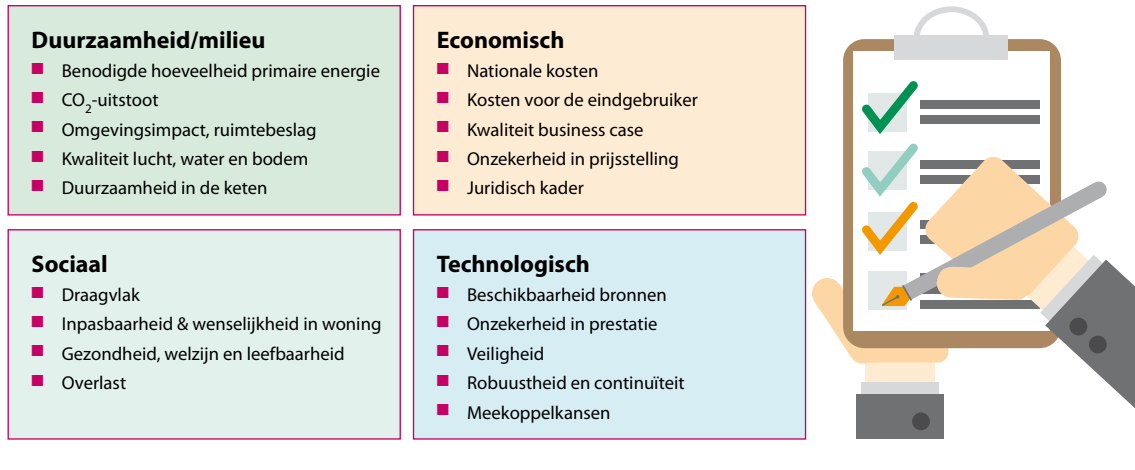 Duurzaamheid/milieu
Benodigde hoeveelheid primaire energie
CO₂-uitstoot
Omgevingsimpact, ruimtebeslag
Kwaliteit lucht, water en bodem
Duurzaamheid in de keten
Economisch
Nationale kosten
Kosten voor de eindgebruiker
Kwaliteit business case
Onzekerheid in prijsstelling
Juridisch kader
Sociaal
Draagvlak
Inpasbaarheid & wenselijkheid in woning
Gezondheid, welzijn en leefbaarheid
Overlast
Technologisch
Beschikbaarheid bronnen
Onzekerheid in prestatie
Veiligheid
Robuustheid en continuïteit
Meekoppelkansen